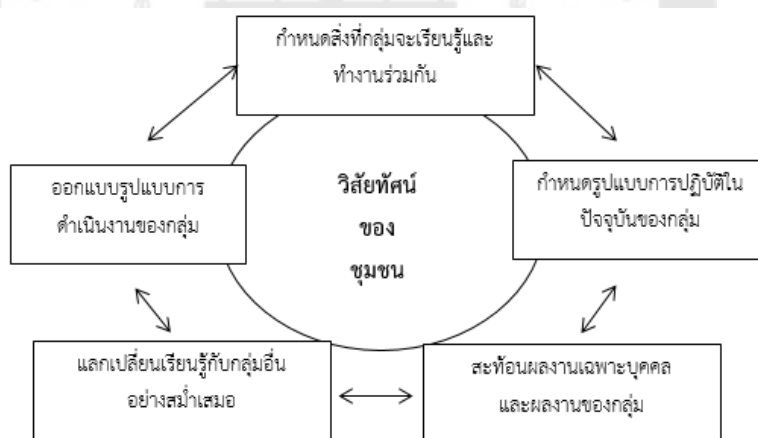 กำหนดสิ่งที่กลุ่มจะเรียนรู้และ
ทำงานร่วมกัน
ออกแบบรูปแบบการ
ดำเนินงานของกลุ่ม
วิสัยทัศน์
ของ
ชุมชน
กำหนดรูปแบบการปฏิบัติใน
ปัจจุบันของกลุ่ม
แลกเปลี่ยนเรียนรู้กับกลุ่มอื่น
อย่างสม่ำเสมอ
สะท้อนผลงานเฉพาะบุคคล
และผลงานของกลุ่ม